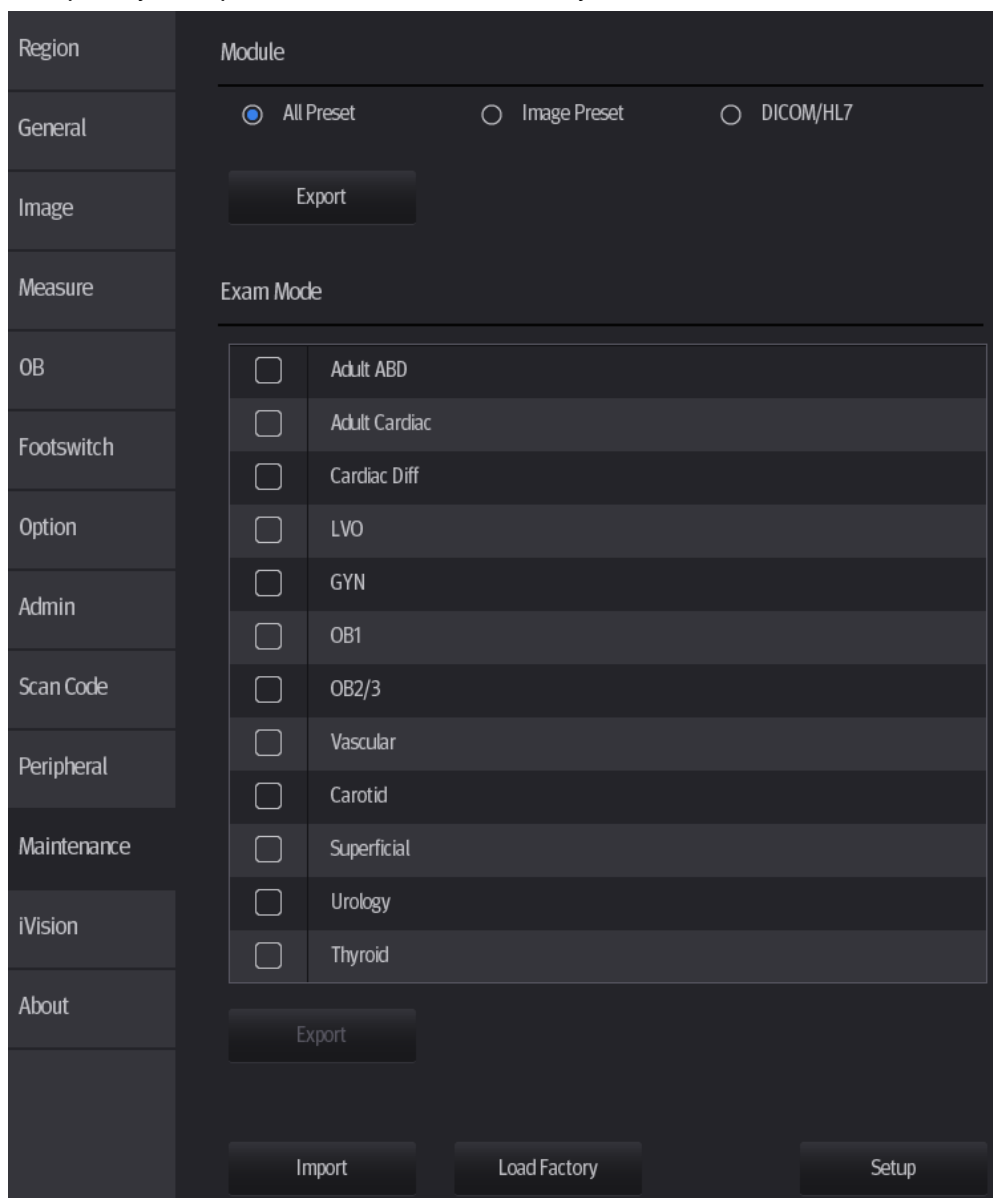 Region
General
Image
Measure
OB
Footswitch
Option
Admin
Scan Code
Peripheral
Maintenance
iVision
About
Module
All Preset
Image Preset
DICOM/HL7
Export
Exam Mode
Adult ABD
Adult Cardiac
Cardiac Diff
LVO
GYN
OB1
OB2/3
Vascular
Carotid
Superficial
Urology
Thyroid
Export
Import
Load Factory
Setup